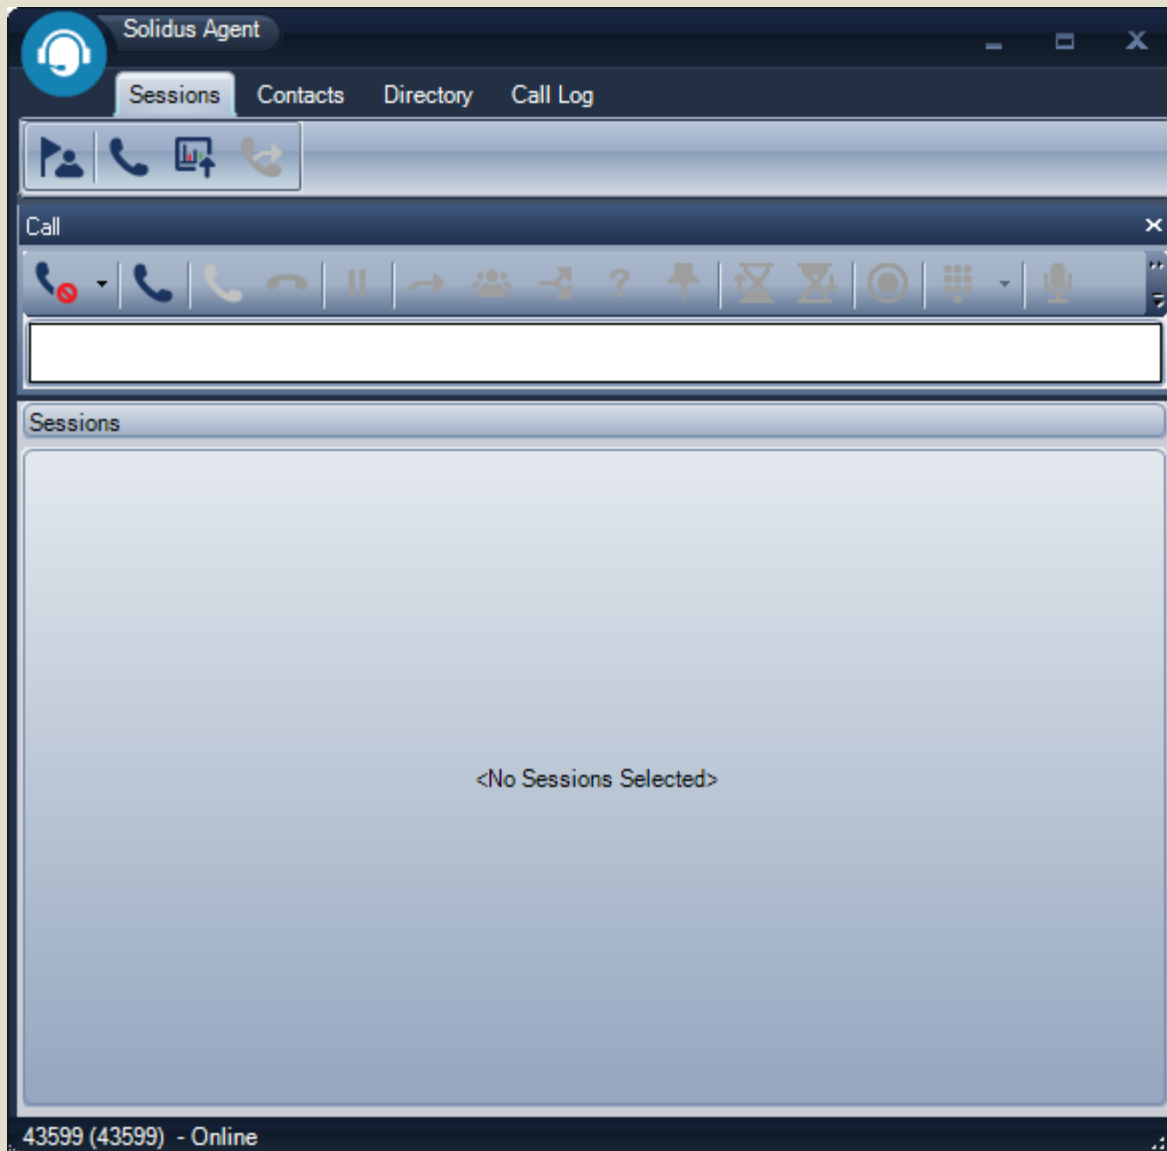 Solidus Agent
Sessions Contacts Directory Call Log
Call
?
Sessions
<No Sessions Selected>
43599 (43599) - Online